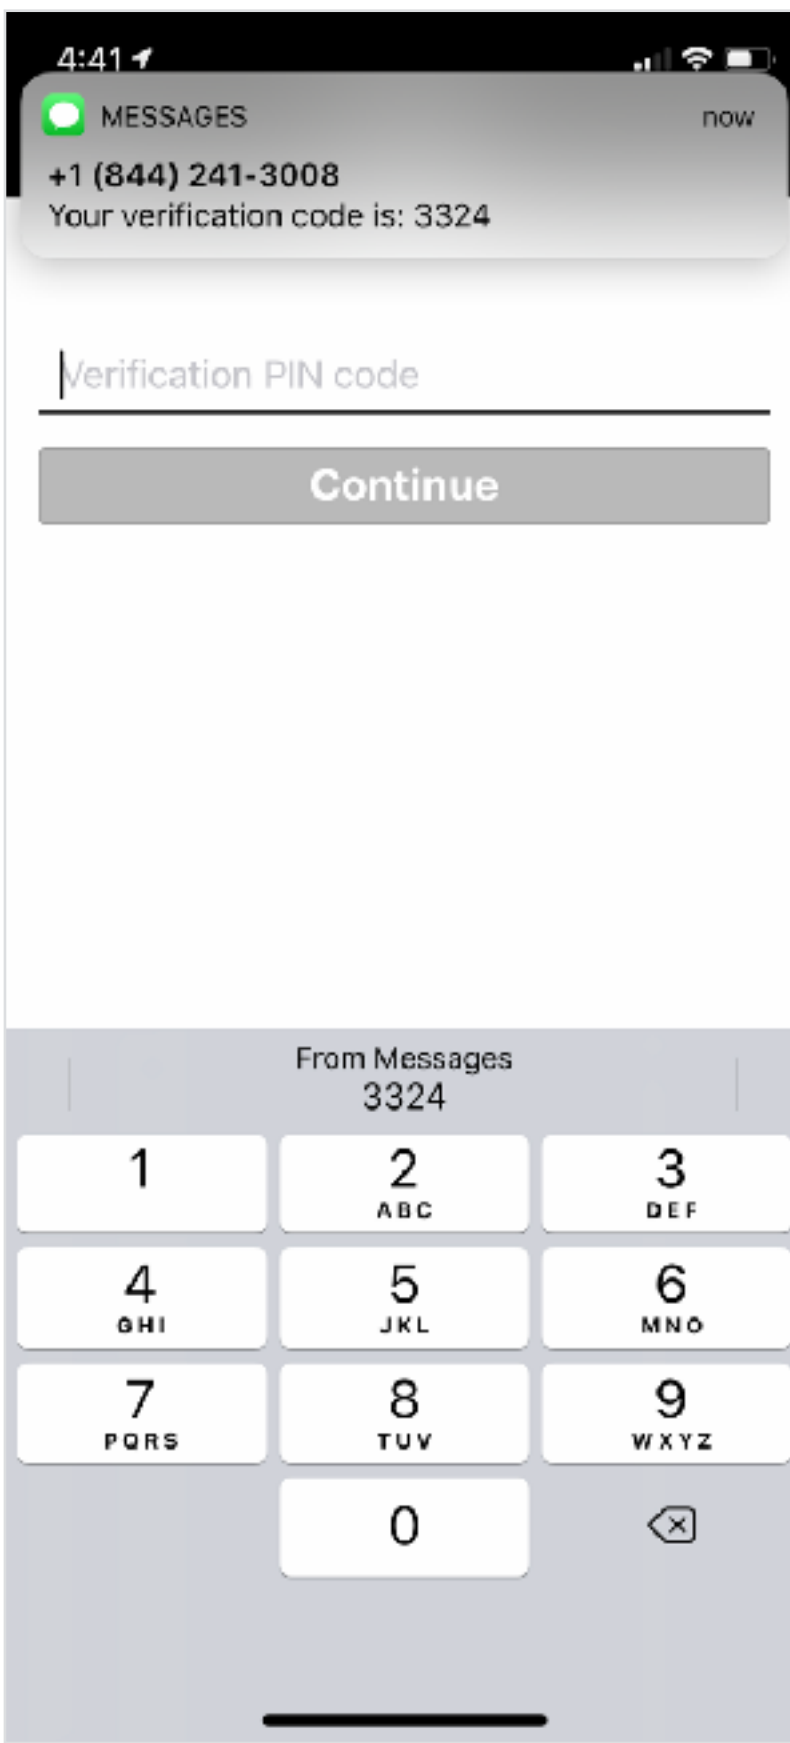 4:41
MESSAGES now
+1 (844) 241-3008
Your verification code is: 3324
Verification PIN code
Continue
From Messages
3324
1 2 3
ABC DEF
4 5 6
GHI JKL MNO
7 8 9
PQRS TUV WXYZ
0